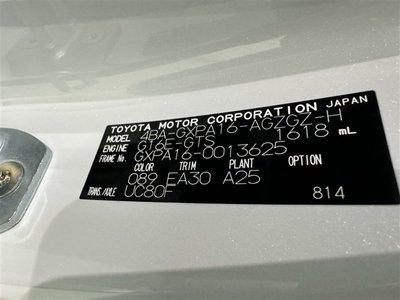 TOYOTA MOTOR CORPORATION JAPAN
MODEL 4BA-GXPA16-AGZGZ-H
ENGINE G16E-GTS 1618 mL
FRAME No. GXPA16-0013625
COLOR TRIM PLANT OPTION
089 EA30 A25
TRANS./AXLE UC80F 814